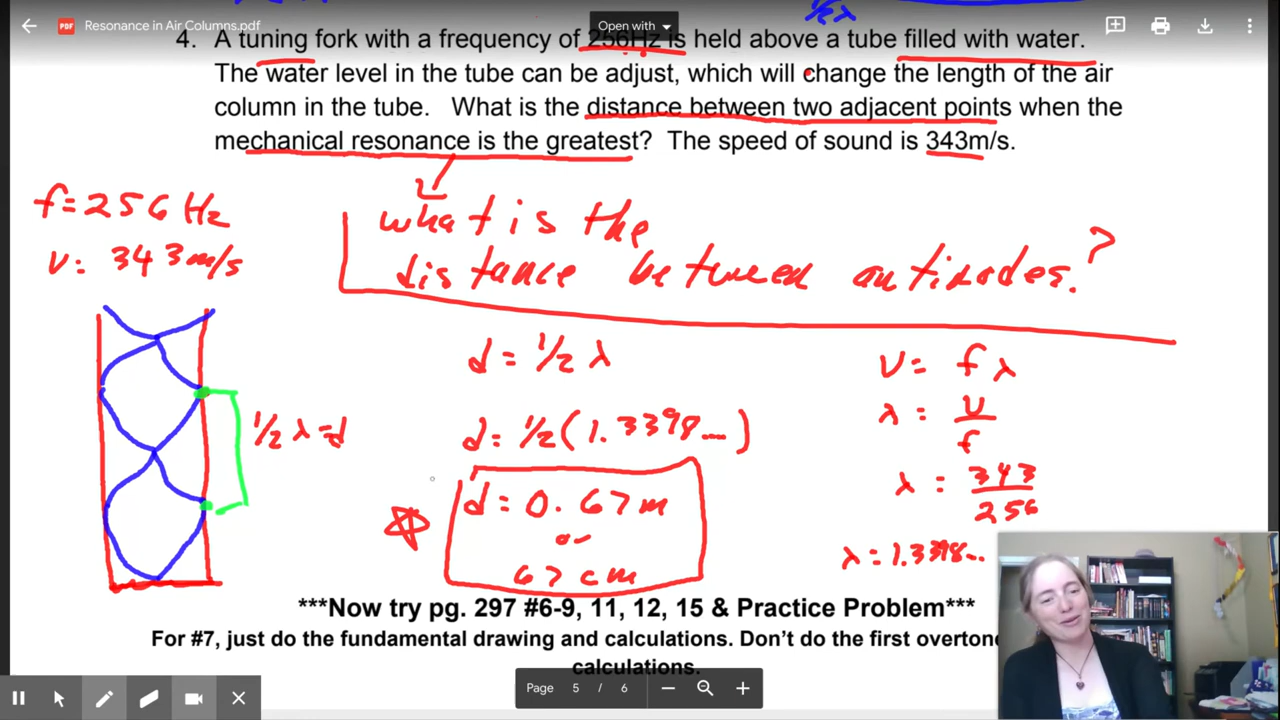 Resonance in Air Columns.pdf
Open with
½λ
4. A tuning fork with a frequency of 256Hz is held above a tube filled with water.
The water level in the tube can be adjust, which will change the length of the air
column in the tube. What is the distance between two adjacent points when the
mechanical resonance is the greatest? The speed of sound is 343m/s.
f=256 Hz
v: 343m/s
what is the
distance between antinodes?
½ λ=d
d= ½ λ
d= ½(1.3398....)
d= 0.67m
or
67cm
v= fλ
λ = v/f
λ = 343/256
λ=1.3398...
***Now try pg. 297 #6-9, 11, 12, 15 & Practice Problem***
For #7, just do the fundamental drawing and calculations. Don't do the first overtone
calculations.
Page 5 / 6